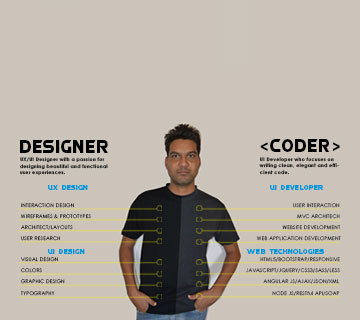 DESIGNER
UX/UI Designer with a passion for
designing beautiful and functional
user experiences.
UX DESIGN
INTERACTION DESIGN
WIREFRAMES & PROTOTYPES
ARCHITECT/LAYOUTS
USER RESEARCH
UI DESIGN
VISUAL DESIGN
COLORS
GRAPHIC DESIGN
TYPOGRAPHY
<CODER>
UI Developer who focuses on
writing clean, elegant and effi-
cient code.
UI DEVELOPER
USER INTERACTION
MVC ARCHITECH
WEBSITE DEVELOPMENT
WEB APPLICATION DEVELOPMENT
WEB TECHNOLOGIES
HTML5/BOOTSTRAP/RESPONSIVE
JAVASCRIPT/JQUERY/CSS3/SASS/LESS
ANGULAR JS/AJAX/JSON/XML
NODE JS/RESTful API/SOAP